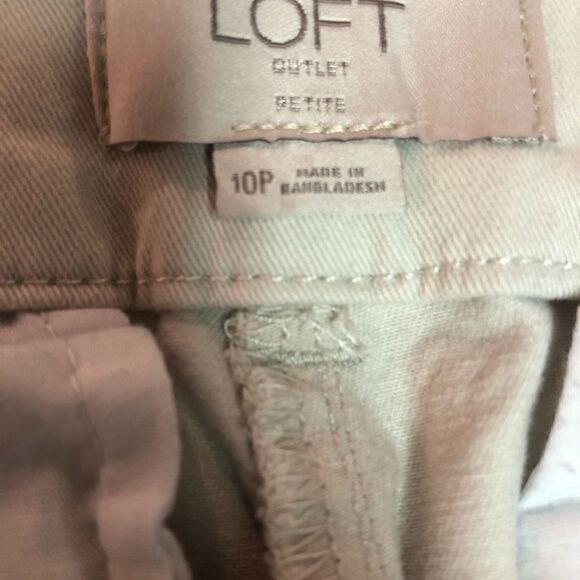 LOFT
OUTLET
PETITE
10P MADE IN
BANGLADESH